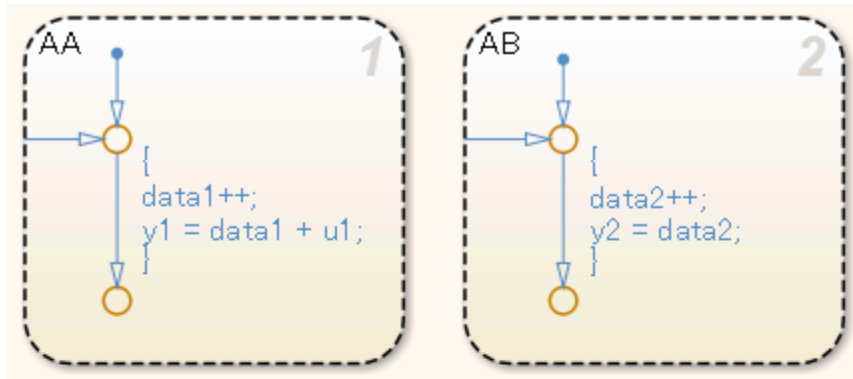 AA
1
{
data1++;
y1 = data1 + u1;
}
AB
2
{
data2++;
y2 = data2;
}